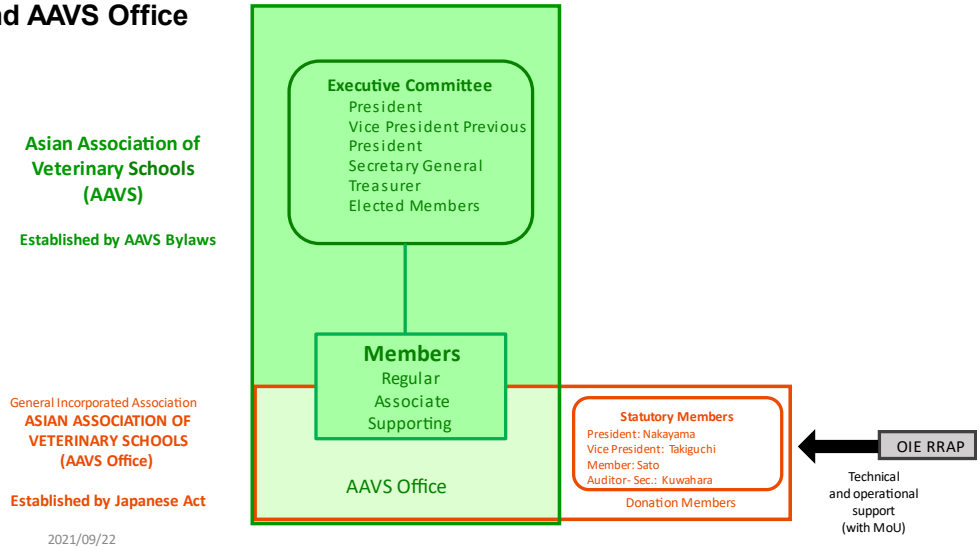 nd AAVS Office
Asian Association of
Veterinary Schools
(AAVS)
Established by AAVS Bylaws
Executive Committee
President
Vice President Previous
President
Secretary General
Treasurer
Elected Members
Members
Regular
Associate
Supporting
General Incorporated Association
ASIAN ASSOCIATION OF
VETERINARY SCHOOLS
(AAVS Office)
Established by Japanese Act
AAVS Office
Statutory Members
President: Nakayama
Vice President: Takiguchi
Member: Sato
Auditor- Sec.: Kuwahara
Donation Members
OIE RRAP
Technical
and operational
support
(with MoU)
2021/09/22